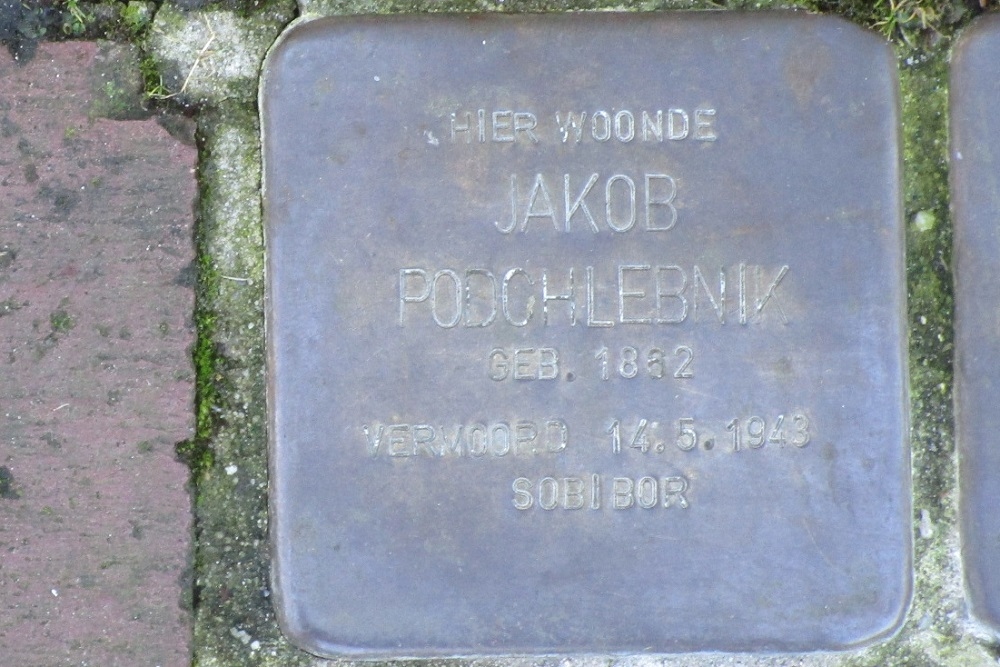 HIER WOONDE
JAKOB
PODCHLEBNIK
GEB. 1862
VERMOORD 14.5.1943
SOBIBOR